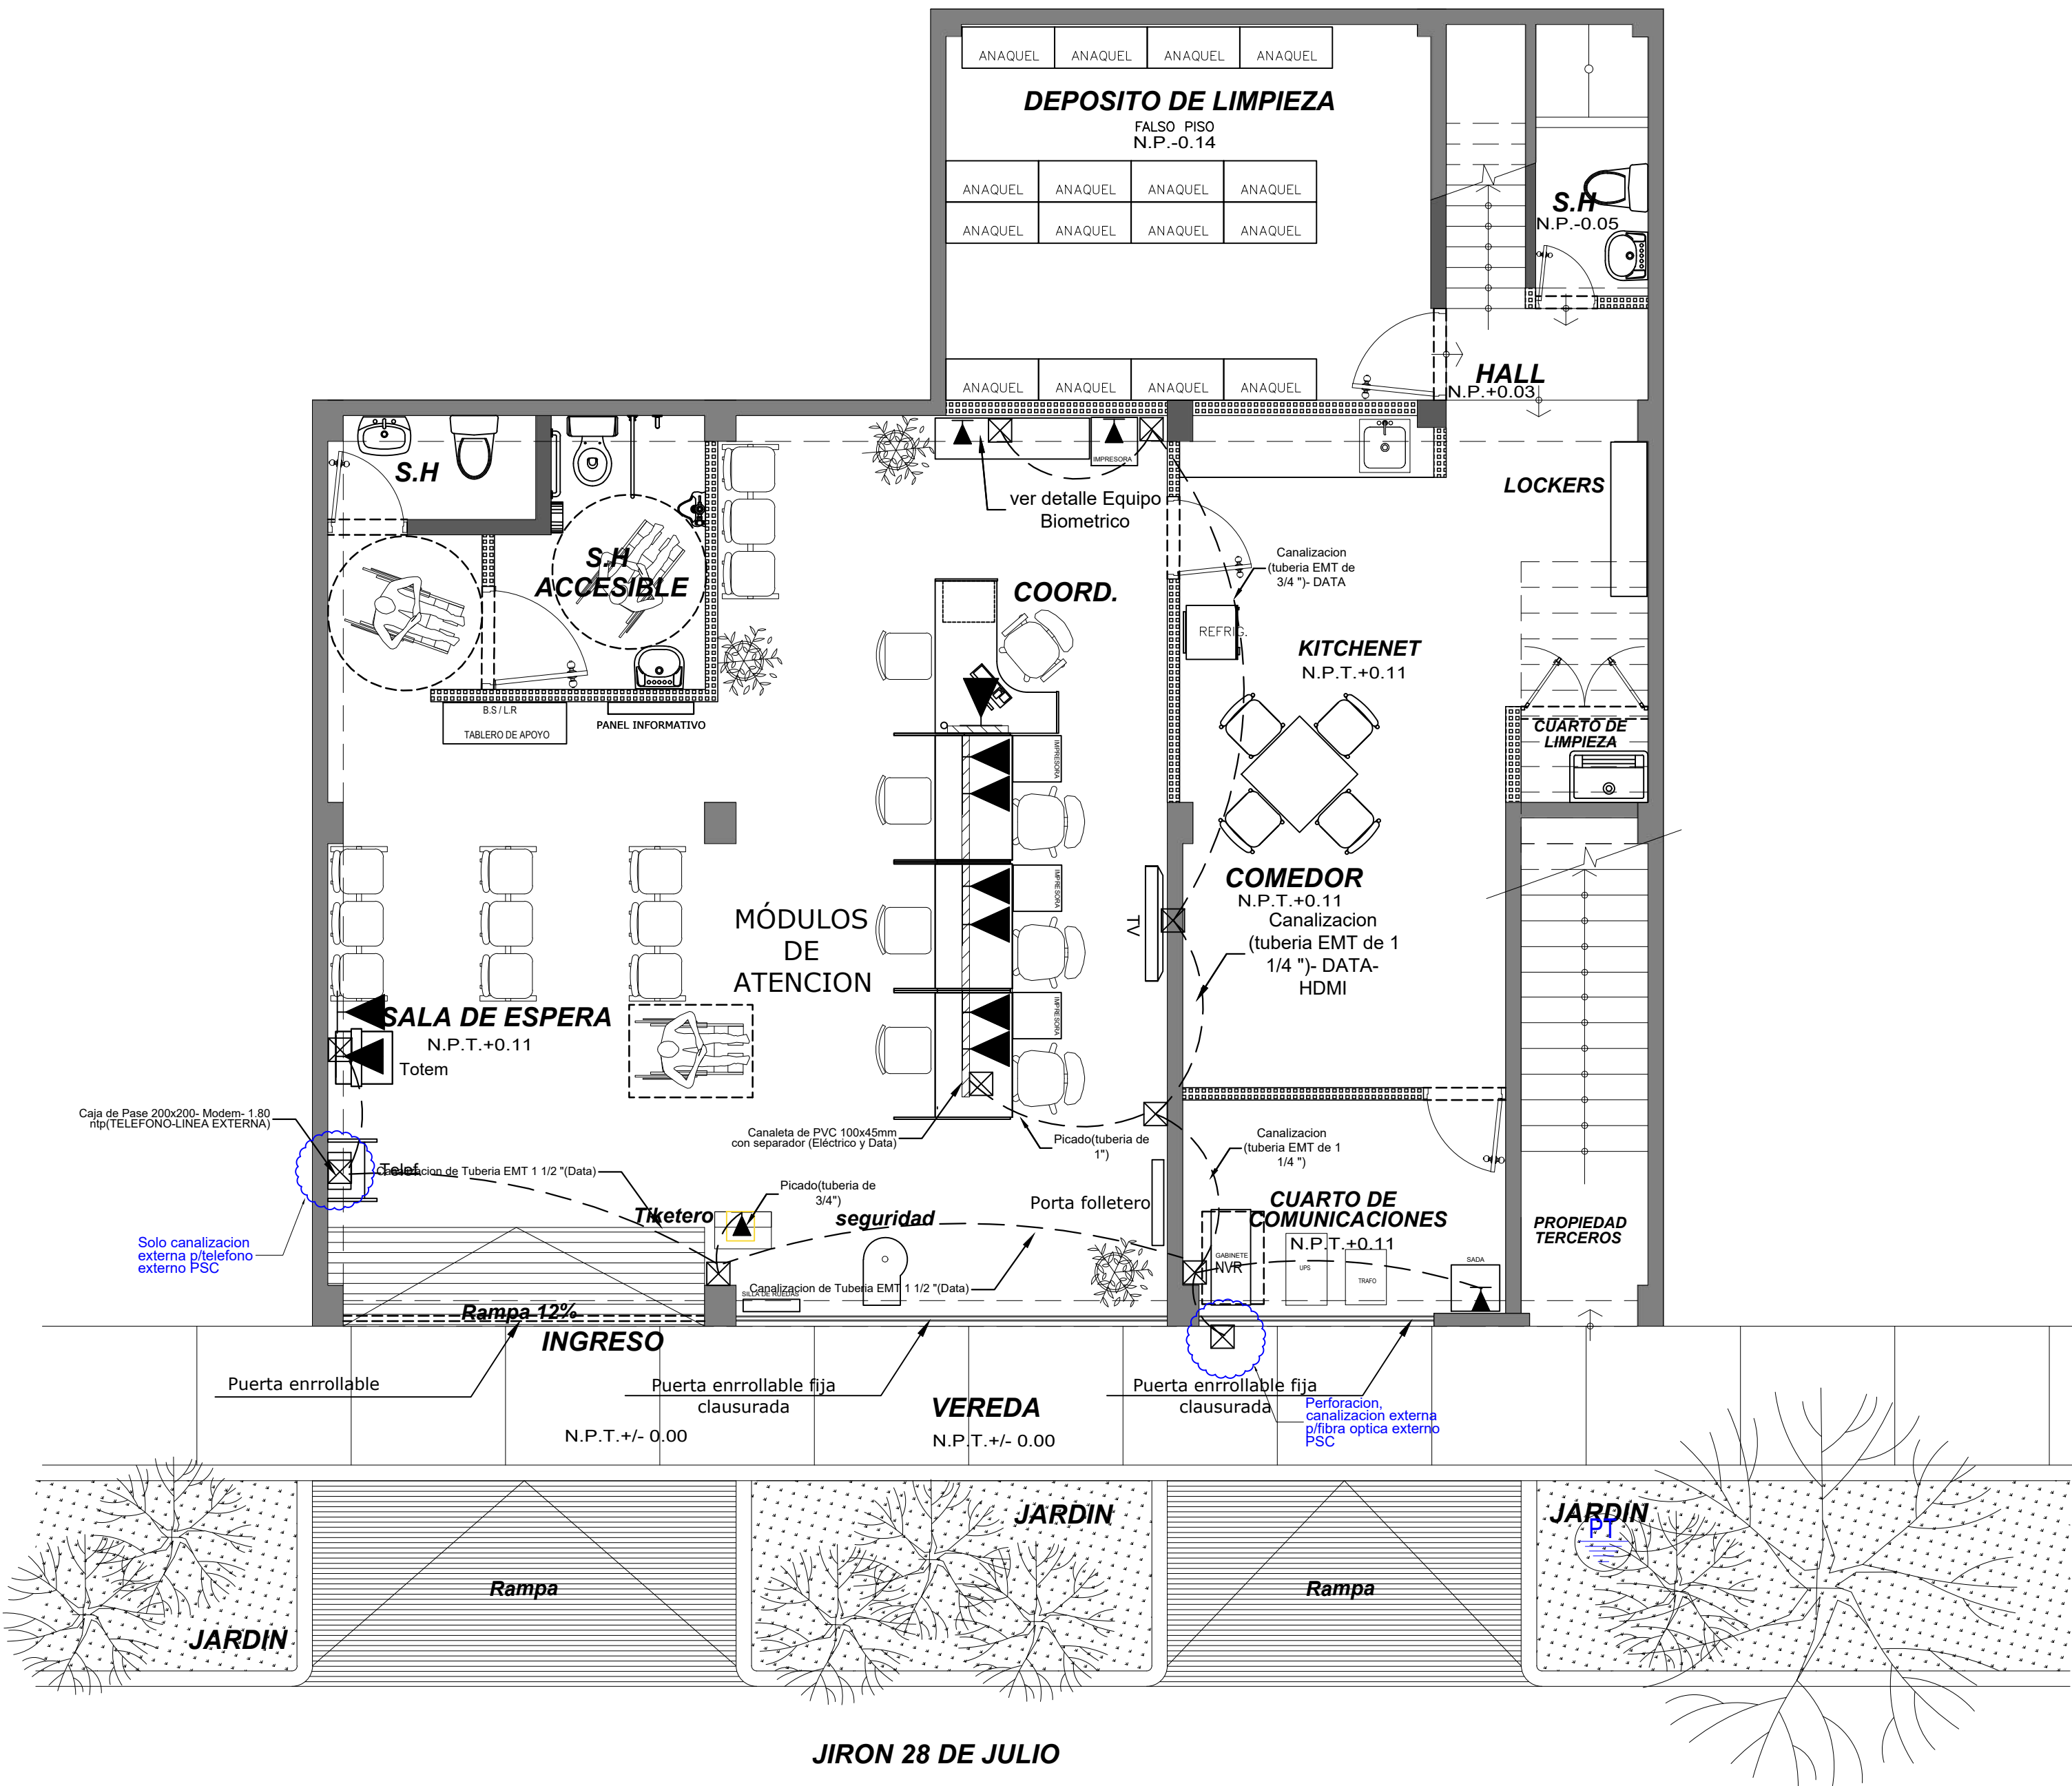 ANAQUEL ANAQUEL ANAQUEL ANAQUEL
DEPOSITO DE LIMPIEZA
FALSO PISO
N.P.-0.14
ANAQUEL ANAQUEL ANAQUEL ANAQUEL
ANAQUEL ANAQUEL ANAQUEL ANAQUEL
S.H
N.P.-0.05
ANAQUEL ANAQUEL ANAQUEL ANAQUEL
HALL
N.P.+0.03
S.H
IMPRESORA
ver detalle Equipo
Biometrico
LOCKERS
S.H
ACCESIBLE
COORD.
Canalizacion
(tuberia EMT de
3/4 ")- DATA
REFRIG.
KITCHENET
N.P.T.+0.11
B.S / L.R
TABLERO DE APOYO
PANEL INFORMATIVO
CUARTO DE
LIMPIEZA
IMPRESORA
IMPRESORA
IMPRESORA
MÓDULOS
DE
ATENCION
TV
COMEDOR
N.P.T.+0.11
Canalizacion
(tuberia EMT de 1
1/4 ")- DATA-
HDMI
SALA DE ESPERA
N.P.T.+0.11
Totem
Caja de Pase 200x200- Modem- 1.80
ntp(TELEFONO-LINEA EXTERNA)
Canaleta de PVC 100x45mm
con separador (Eléctrico y Data)
Picado(tuberia de
1")
Canalizacion
(tuberia EMT de 1
1/4 ")
Telef.
Canalizacion de Tuberia EMT 1 1/2 "(Data)
Picado(tuberia de
3/4")
Tiketero
seguridad
Porta folletero
CUARTO DE
COMUNICACIONES
N.P.T.+0.11
PROPIEDAD
TERCEROS
Solo canalizacion
externa p/telefono
externo PSC
GABINETE
NVR
UPS
TRAFO
SADA
Canalizacion de Tuberia EMT 1 1/2 "(Data)
SILLA DE RUEDAS
Rampa 12%
INGRESO
Puerta enrrollable
Puerta enrrollable fija
clausurada
Puerta enrrollable fija
clausurada
VEREDA
N.P.T.+/- 0.00
N.P.T.+/- 0.00
Perforacion,
canalizacion externa
p/fibra optica externo
PSC
JARDIN
JARDIN
PT
Rampa
Rampa
JARDIN
JIRON 28 DE JULIO